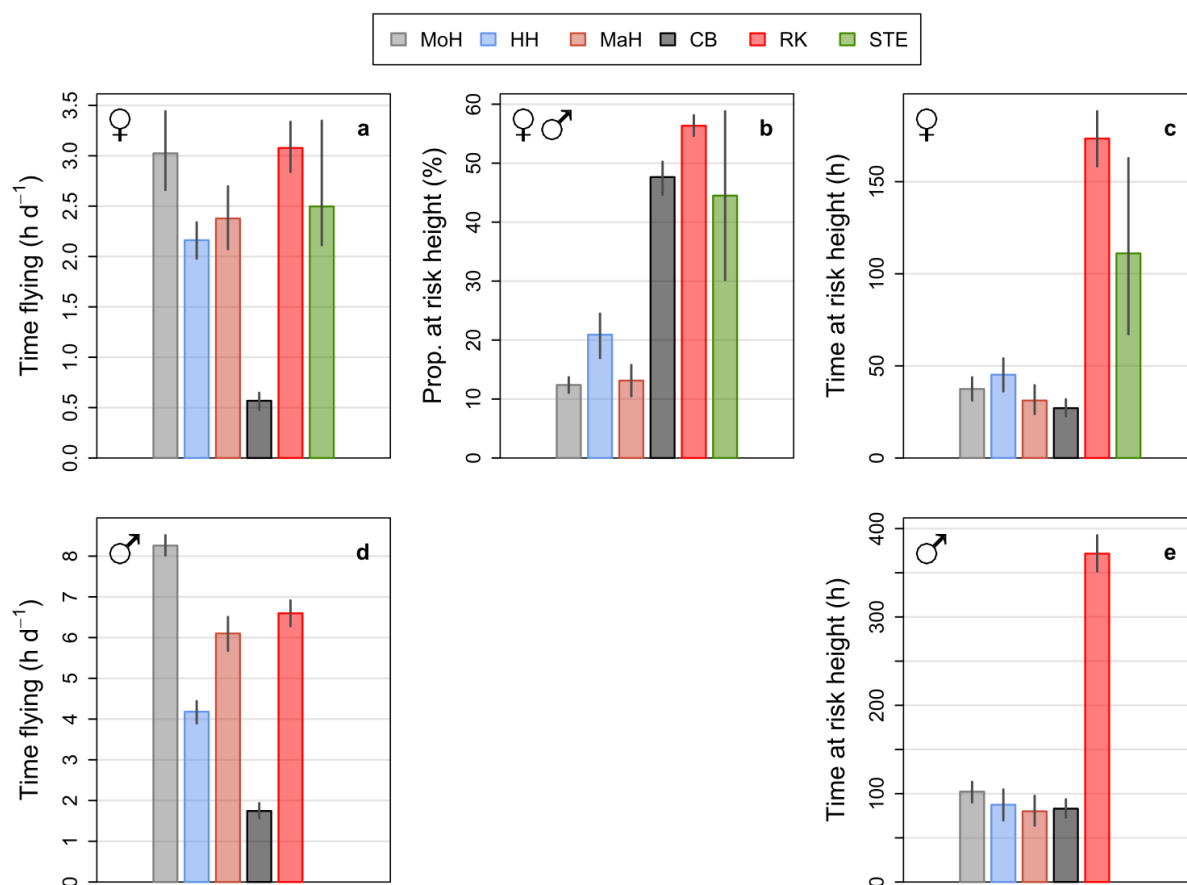 MoH HH MaH CB RK STE
♀ a
Time flying (h d⁻¹)
0.0 0.5 1.0 1.5 2.0 2.5 3.0 3.5
♀♂ b
Prop. at risk height (%)
0 10 20 30 40 50 60
♀ c
Time at risk height (h)
0 50 100 150
♂ d
Time flying (h d⁻¹)
0 1 2 3 4 5 6 7 8
♂ e
Time at risk height (h)
0 100 200 300 400